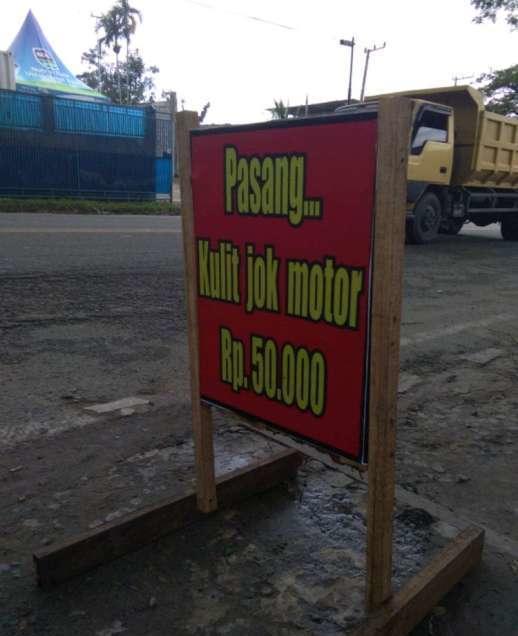 Pasang...
Kulit jok motor
Rp. 50.000